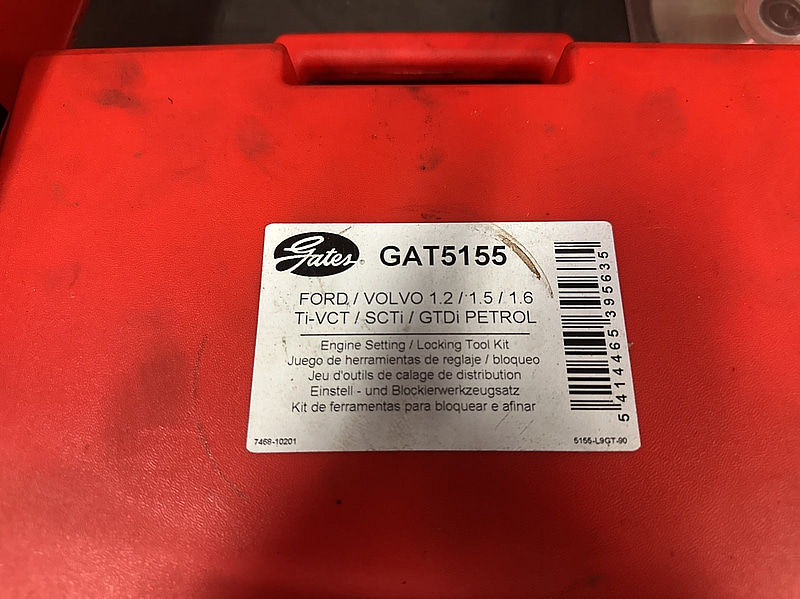 Gates® GAT5155
FORD / VOLVO 1.2 / 1.5 / 1.6
Ti-VCT / SCTi / GTDi PETROL
Engine Setting / Locking Tool Kit
Juego de herramientas de reglaje / bloqueo
Jeu d'outils de calage de distribution
Einstell - und Blockierwerkzeugsatz
Kit de ferramentas para bloquear e afinar
7468-10201
5155-L9GT-90
5 414465 395635